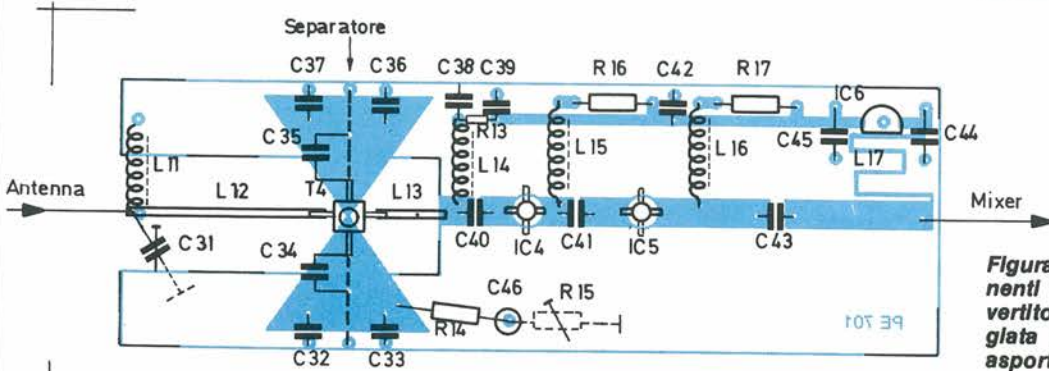 Separatore
C37
C36
C38
C39
R16
C42
R17
IC6
C35
R13
C45
C44
L11
L14
L15
L16
L17
Antenna
L12
T4
L13
Mixer
C31
C34
C40
IC4
C41
IC5
C43
C46
R15
R14
PE 701
C32
C33
Figura
nenti
vertito
glata
asport